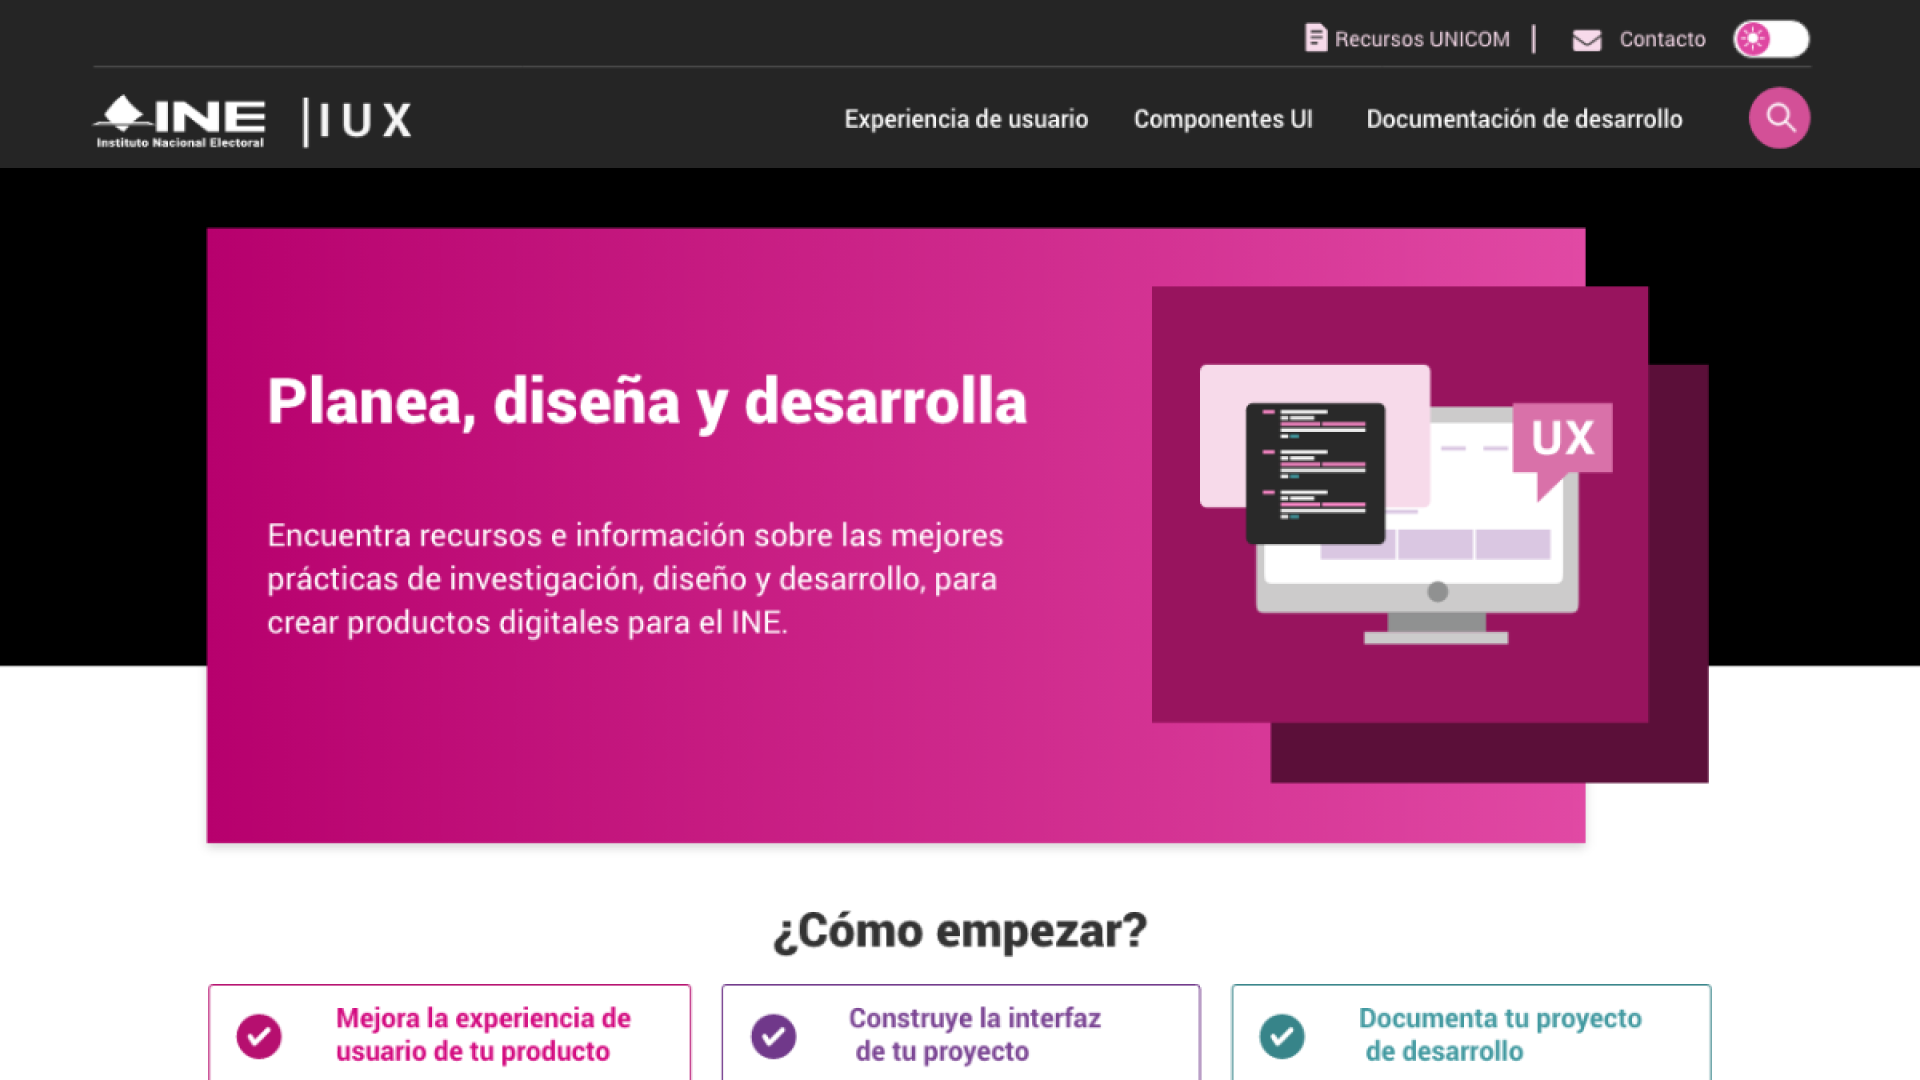 Recursos UNICOM | Contacto
INE
Instituto Nacional Electoral
|IUX
Experiencia de usuario
Componentes UI
Documentación de desarrollo
Planea, diseña y desarrolla
Encuentra recursos e información sobre las mejores
prácticas de investigación, diseño y desarrollo, para
crear productos digitales para el INE.
UX
¿Cómo empezar?
Mejora la experiencia de
usuario de tu producto
Construye la interfaz
de tu proyecto
Documenta tu proyecto
de desarrollo